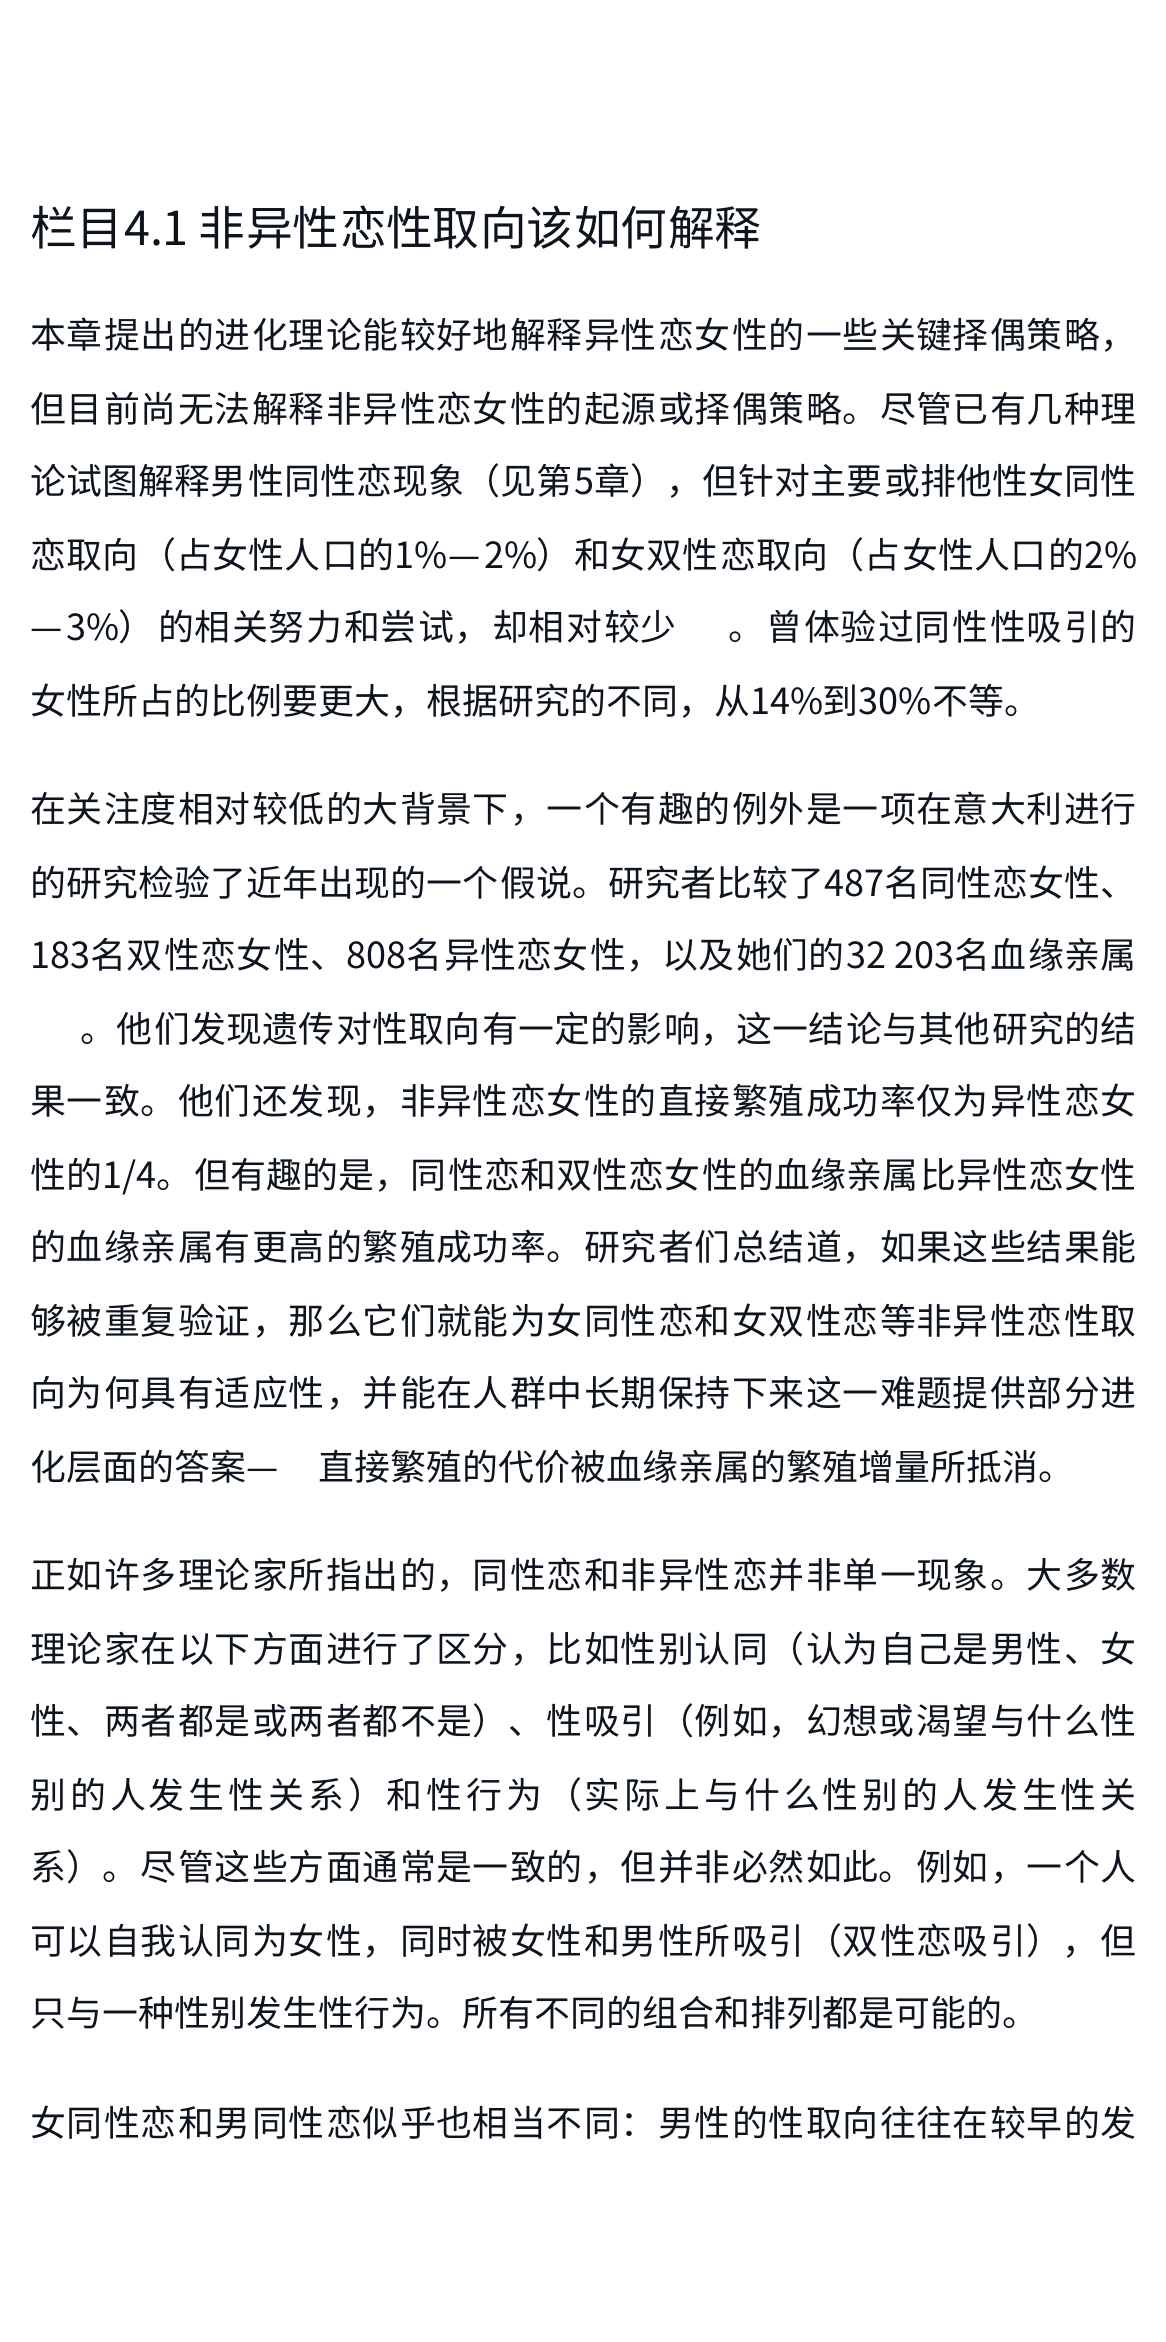 栏目4.1 非异性恋性取向该如何解释
本章提出的进化理论能较好地解释异性恋女性的一些关键择偶策略，
但目前尚无法解释非异性恋女性的起源或择偶策略。尽管已有几种理
论试图解释男性同性恋现象（见第5章），但针对主要或排他性女同性
恋取向（占女性人口的1%—2%）和女双性恋取向（占女性人口的2%
—3%）的相关努力和尝试，却相对较少 。曾体验过同性性吸引的
女性所占的比例要更大，根据研究的不同，从14%到30%不等。
在关注度相对较低的大背景下，一个有趣的例外是一项在意大利进行
的研究检验了近年出现的一个假说。研究者比较了487名同性恋女性、
183名双性恋女性、808名异性恋女性，以及她们的32 203名血缘亲属
。他们发现遗传对性取向有一定的影响，这一结论与其他研究的结
果一致。他们还发现，非异性恋女性的直接繁殖成功率仅为异性恋女
性的1/4。但有趣的是，同性恋和双性恋女性的血缘亲属比异性恋女性
的血缘亲属有更高的繁殖成功率。研究者们总结道，如果这些结果能
够被重复验证，那么它们就能为女同性恋和女双性恋等非异性恋性取
向为何具有适应性，并能在人群中长期保持下来这一难题提供部分进
化层面的答案— 直接繁殖的代价被血缘亲属的繁殖增量所抵消。
正如许多理论家所指出的，同性恋和非异性恋并非单一现象。大多数
理论家在以下方面进行了区分，比如性别认同（认为自己是男性、女
性、两者都是或两者都不是）、性吸引（例如，幻想或渴望与什么性
别的人发生性关系）和性行为（实际上与什么性别的人发生性关
系）。尽管这些方面通常是一致的，但并非必然如此。例如，一个人
可以自我认同为女性，同时被女性和男性所吸引（双性恋吸引），但
只与一种性别发生性行为。所有不同的组合和排列都是可能的。
女同性恋和男同性恋似乎也相当不同：男性的性取向往往在较早的发